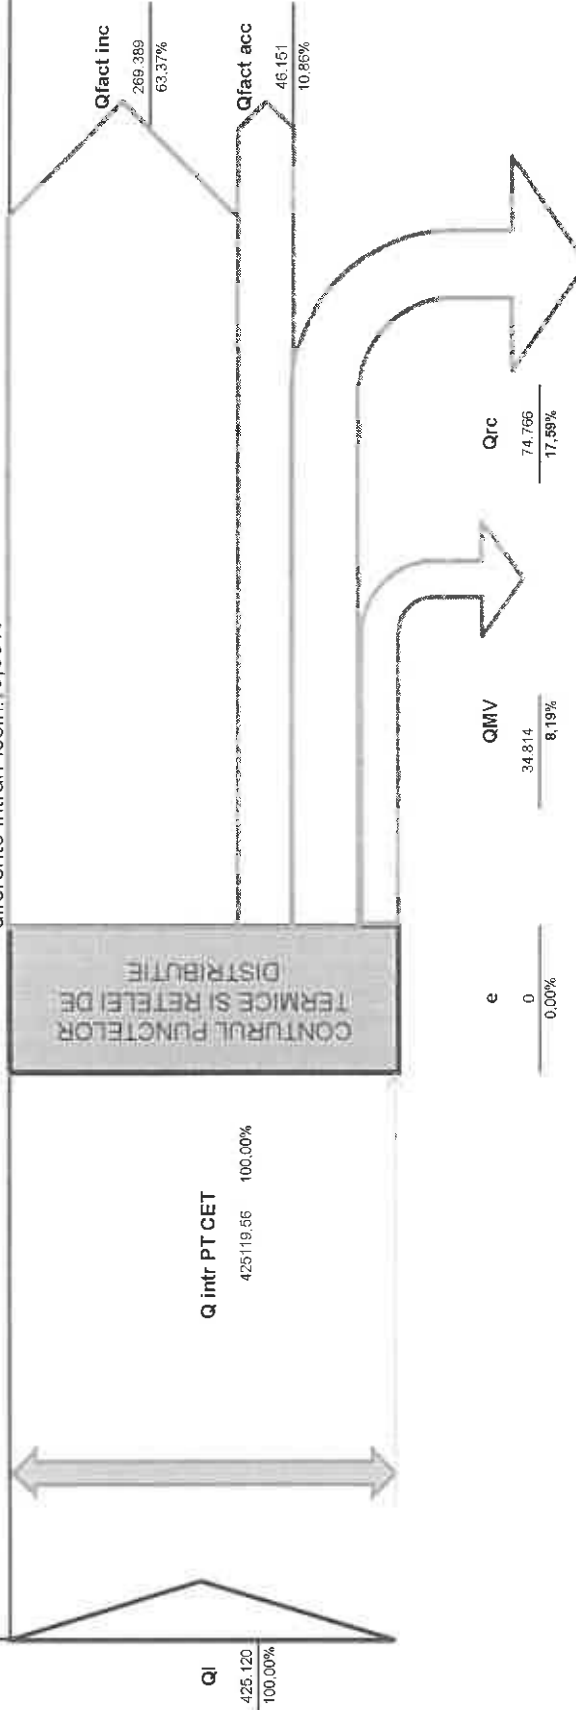 Qfact inc
269.389
63,37%
Qfact acc
46.151
10,86%
Qrc
74.766
17,59%
QMV
34.814
8,19%
e
0
0,00%
CONTURUL PUNCTELOR
TERMICE SI RETELEI DE
DISTRIBUTIE
Q intr PT CET
425119,56 100,00%
QI
425.120
100,00%